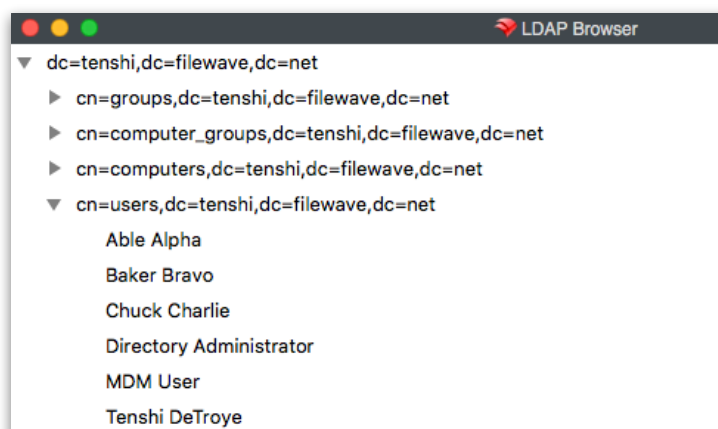 LDAP Browser
dc=tenshi,dc=filewave,dc=net
cn=groups,dc=tenshi,dc=filewave,dc=net
cn=computer_groups,dc=tenshi,dc=filewave,dc=net
cn=computers,dc=tenshi,dc=filewave,dc=net
cn=users,dc=tenshi,dc=filewave,dc=net
Able Alpha
Baker Bravo
Chuck Charlie
Directory Administrator
MDM User
Tenshi DeTroye